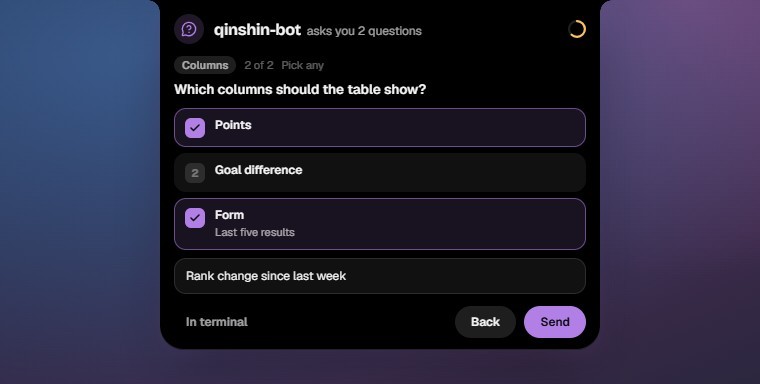 qinshin-bot asks you 2 questions
Columns 2 of 2 Pick any
Which columns should the table show?
Points
2 Goal difference
Form
Last five results
Rank change since last week
In terminal Back Send